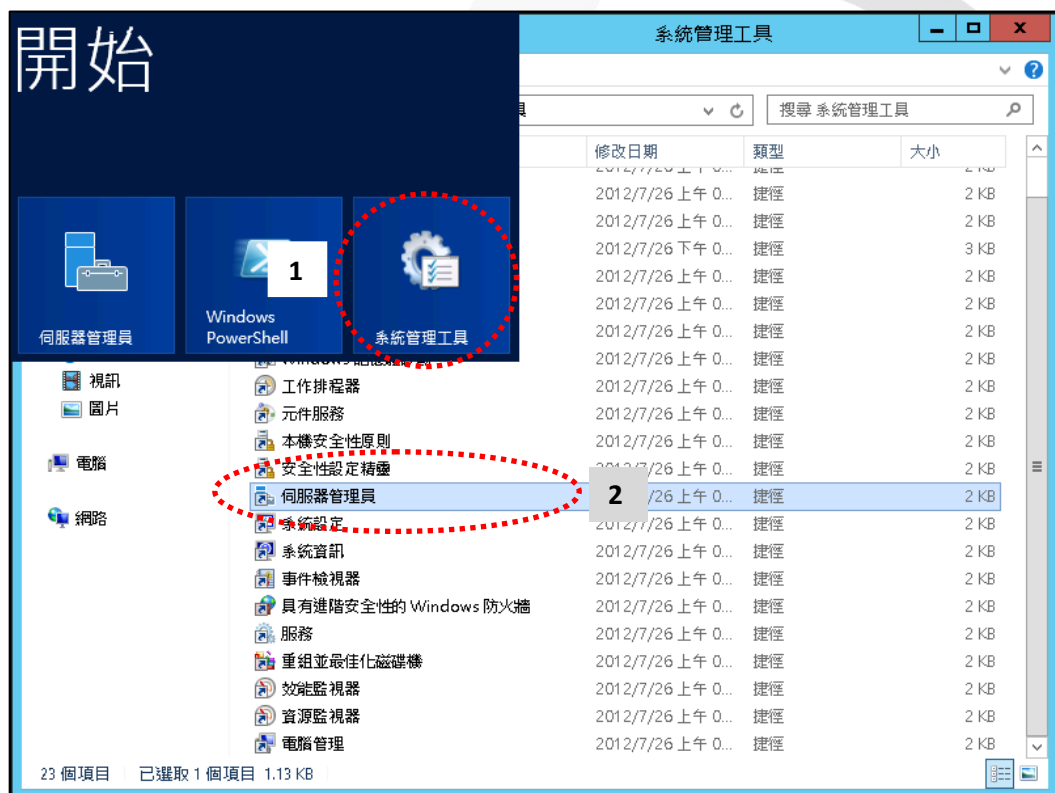 開始
系統管理工具
搜尋 系統管理工具
修改日期 類型 大小
捷徑 2 KB
2012/7/26 上午 0... 捷徑 2 KB
2012/7/26 上午 0... 捷徑 2 KB
2012/7/26 下午 0... 捷徑 3 KB
2012/7/26 上午 0... 捷徑 2 KB
2012/7/26 上午 0... 捷徑 2 KB
2012/7/26 上午 0... 捷徑 2 KB
1
伺服器管理員
Windows
PowerShell
系統管理工具
2012/7/26 上午 0... 捷徑 2 KB
視訊
圖片
電腦
網路
工作排程器 2012/7/26 上午 0... 捷徑 2 KB
元件服務 2012/7/26 上午 0... 捷徑 2 KB
本機安全性原則 2012/7/26 上午 0... 捷徑 2 KB
安全性設定精靈 /26 上午 0... 捷徑 2 KB
伺服器管理員 2 /26 上午 0... 捷徑 2 KB
系統設定 2012/7/26 上午 0... 捷徑 2 KB
系統資訊 2012/7/26 上午 0... 捷徑 2 KB
事件檢視器 2012/7/26 上午 0... 捷徑 2 KB
具有進階安全性的 Windows 防火牆 2012/7/26 上午 0... 捷徑 2 KB
服務 2012/7/26 上午 0... 捷徑 2 KB
重組並最佳化磁碟機 2012/7/26 上午 0... 捷徑 2 KB
效能監視器 2012/7/26 上午 0... 捷徑 2 KB
資源監視器 2012/7/26 上午 0... 捷徑 2 KB
電腦管理 2012/7/26 上午 0... 捷徑 2 KB
23 個項目 已選取 1 個項目 1.13 KB